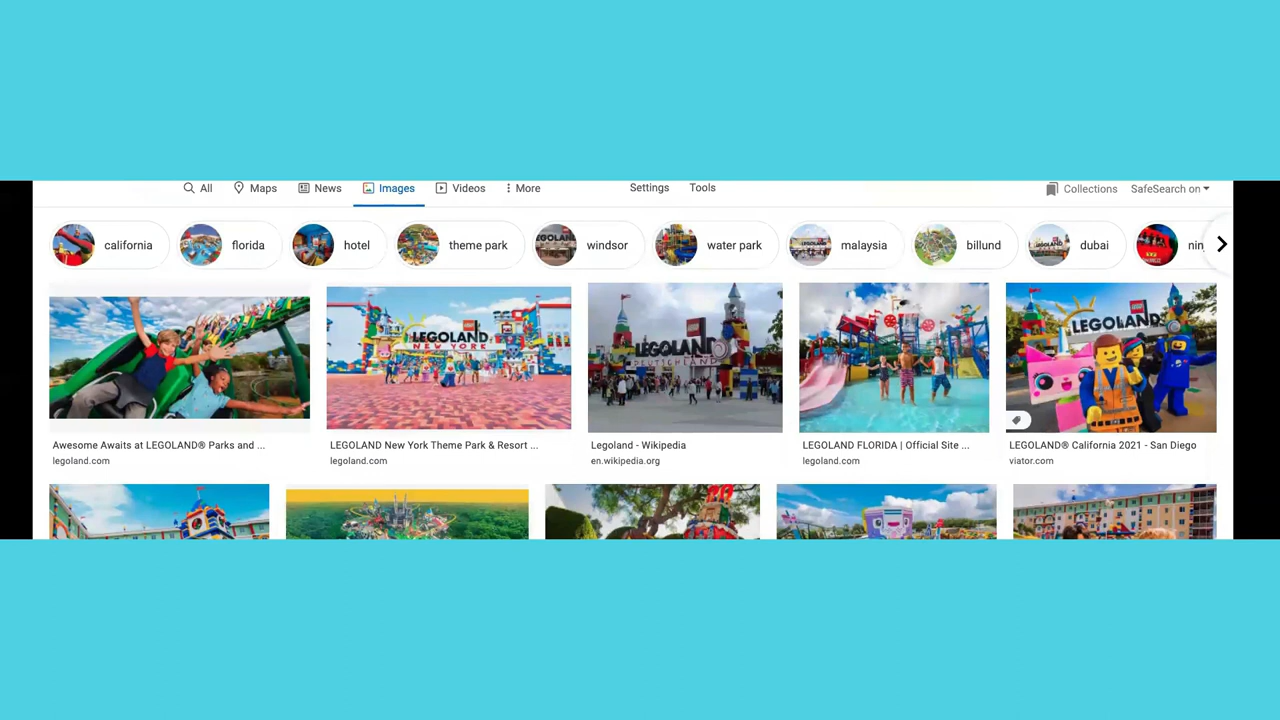 All Maps News Images Videos More Settings Tools Collections SafeSearch on
california florida hotel theme park windsor water park malaysia billund dubai nin
LEGOLAND
NEW YORK
LEGOLAND
DEUTSCHLAND
LEGO
LEGOLAND
Awesome Awaits at LEGOLAND® Parks and ...
legoland.com
LEGOLAND New York Theme Park & Resort ...
legoland.com
Legoland - Wikipedia
en.wikipedia.org
LEGOLAND FLORIDA | Official Site ...
legoland.com
LEGOLAND® California 2021 - San Diego
viator.com